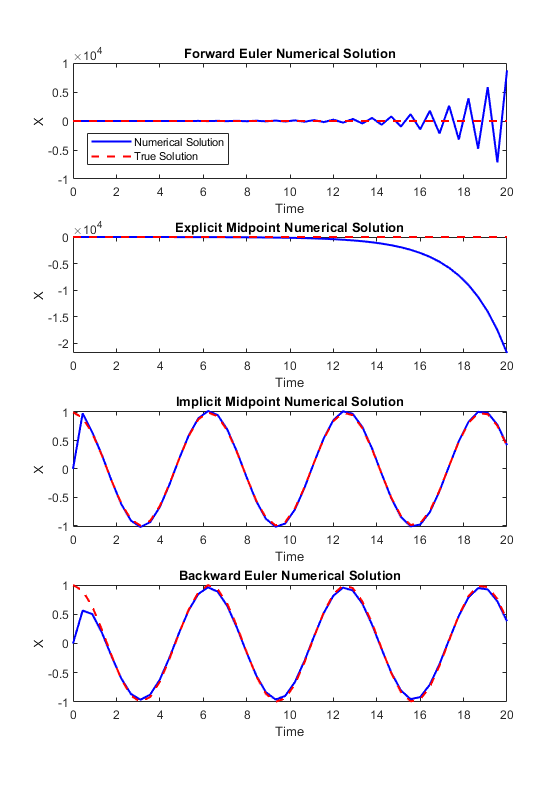 Forward Euler Numerical Solution
×10^4
1
0.5
0
-0.5
-1
X
Numerical Solution
True Solution
0 2 4 6 8 10 12 14 16 18 20
Time
Explicit Midpoint Numerical Solution
×10^4
0
-0.5
-1
-1.5
-2
X
0 2 4 6 8 10 12 14 16 18 20
Time
Implicit Midpoint Numerical Solution
1
0.5
0
-0.5
-1
X
0 2 4 6 8 10 12 14 16 18 20
Time
Backward Euler Numerical Solution
1
0.5
0
-0.5
-1
X
0 2 4 6 8 10 12 14 16 18 20
Time